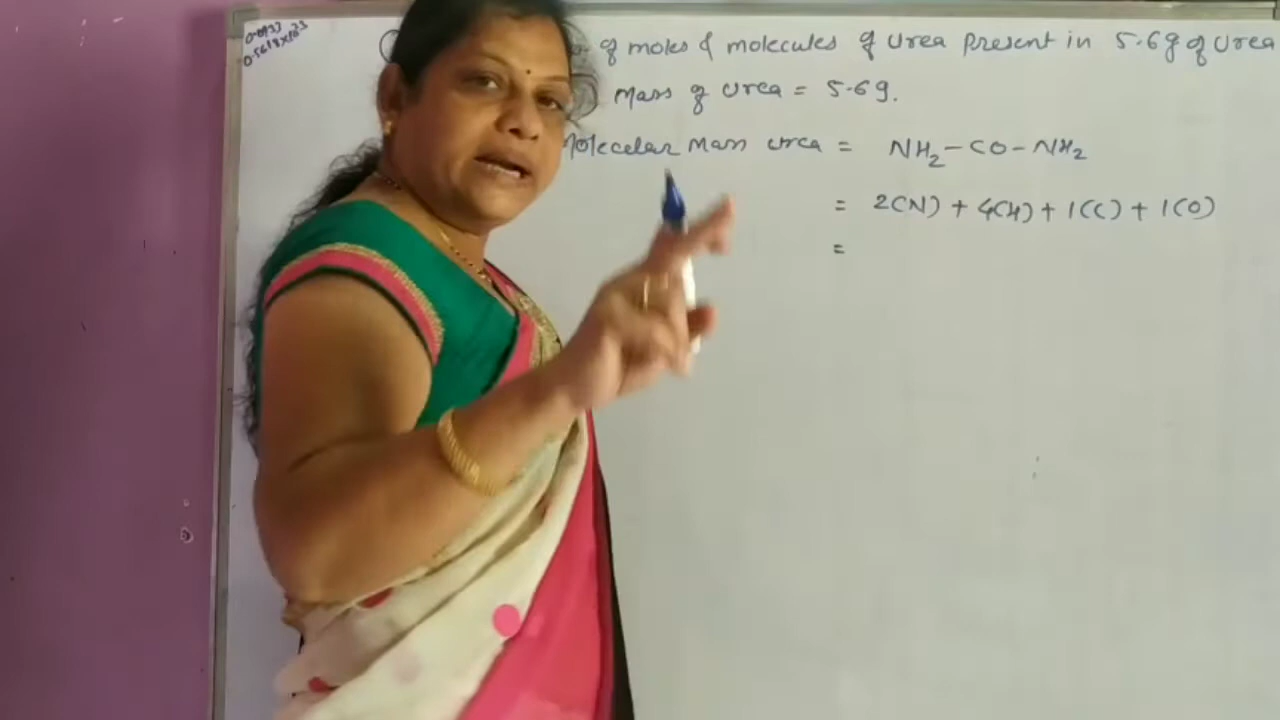 0.0933
0.5618×10²³
of moles & molecules of Urea present in 5.6g of Urea
Mass of Urea = 5.6g.
Molecular Mass urea = NH₂-CO-NH₂
= 2(N) + 4(H) + 1(C) + 1(O)
=